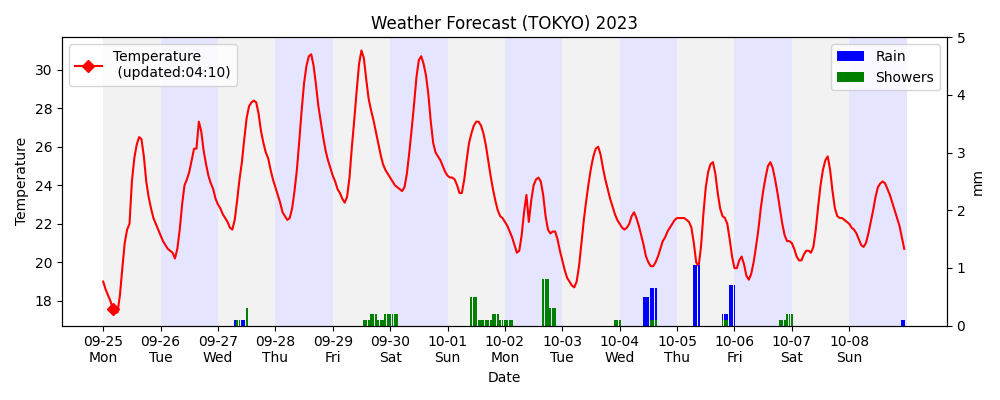 Weather Forecast (TOKYO) 2023
Temperature
(updated:04:10)
Rain
Showers
Temperature
30
28
26
24
22
20
18
5
4
3
2
1
0
mm
09-25 09-26 09-27 09-28 09-29 09-30 10-01 10-02 10-03 10-04 10-05 10-06 10-07 10-08
Mon Tue Wed Thu Fri Sat Sun Mon Tue Wed Thu Fri Sat Sun
Date